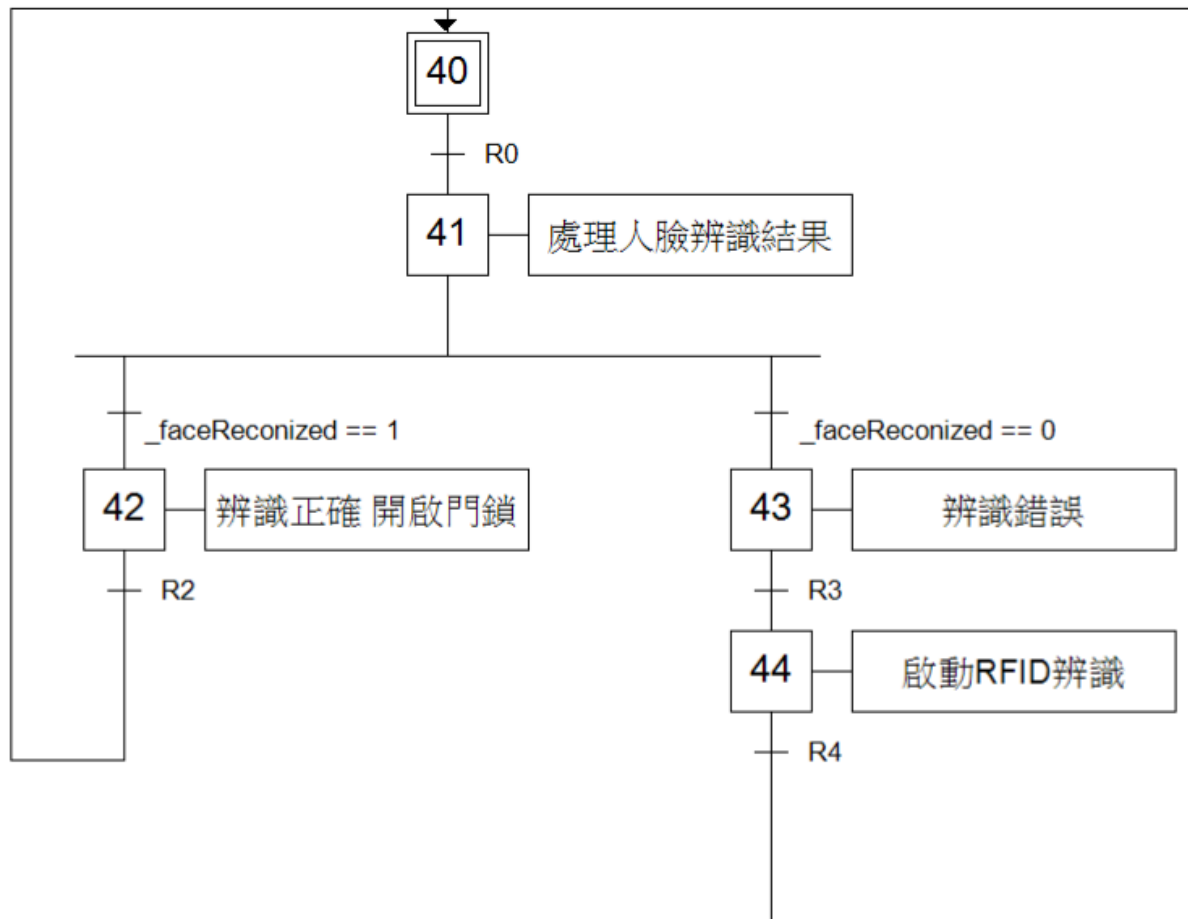 40
R0
41
處理人臉辨識結果
_faceReconized == 1
_faceReconized == 0
42
辨識正確 開啟門鎖
43
辨識錯誤
R2
R3
44
啟動RFID辨識
R4